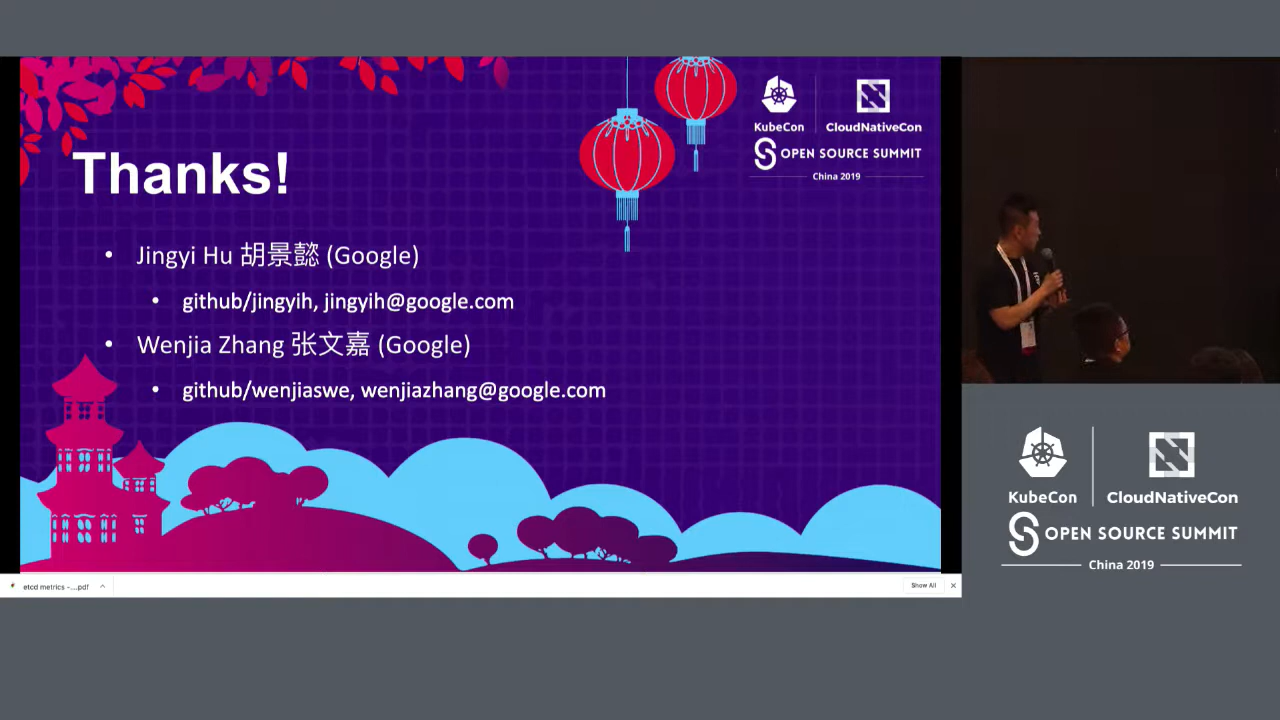 Thanks!
• Jingyi Hu 胡景懿 (Google)
• github/jingyih, jingyih@google.com
• Wenjia Zhang 张文嘉 (Google)
• github/wenjiaswe, wenjiazhang@google.com
KubeCon
CloudNativeCon
OPEN SOURCE SUMMIT
China 2019
etcd metrics -....pdf
Show All
KubeCon
CloudNativeCon
OPEN SOURCE SUMMIT
China 2019